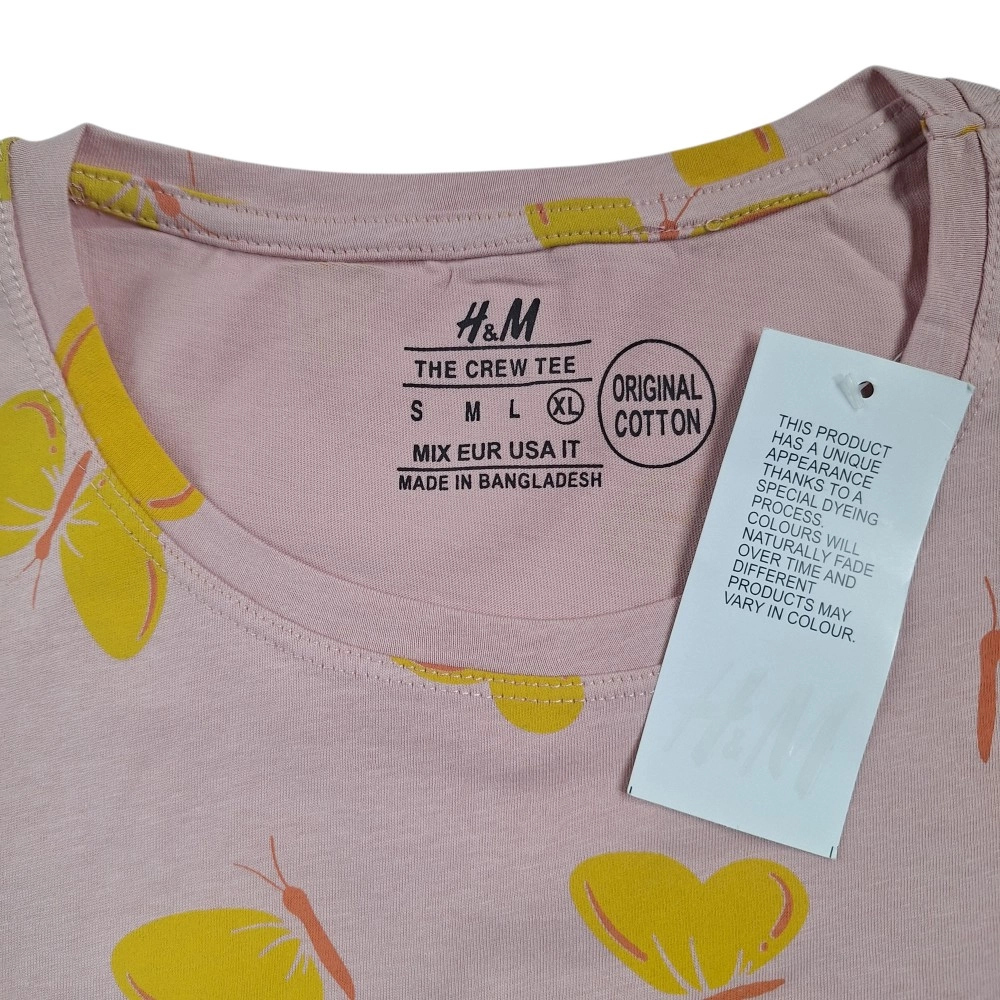 H&M
THE CREW TEE
S M L XL
MIX EUR USA IT
MADE IN BANGLADESH
ORIGINAL
COTTON
THIS PRODUCT
HAS A UNIQUE
APPEARANCE
THANKS TO A
SPECIAL DYEING
PROCESS.
COLOURS WILL
NATURALLY FADE
OVER TIME AND
DIFFERENT
PRODUCTS MAY
VARY IN COLOUR.
H&M